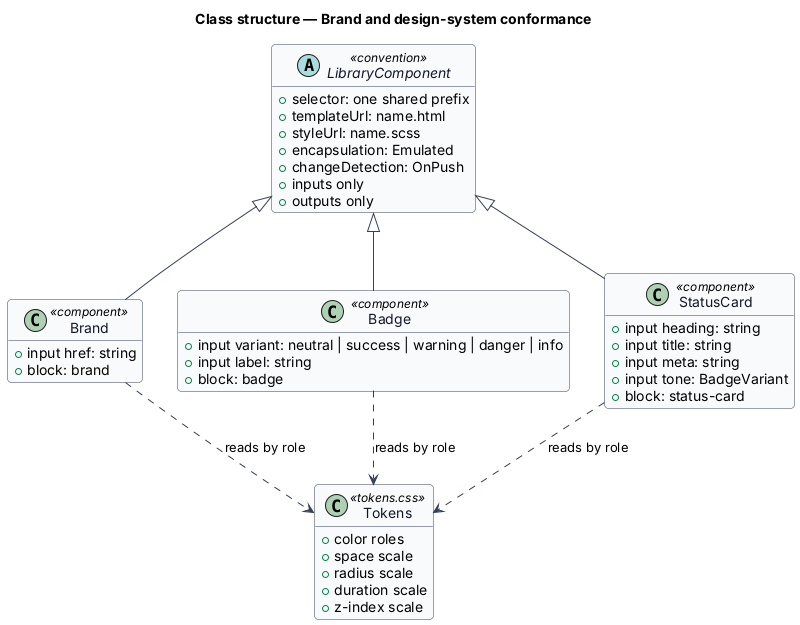 Class structure — Brand and design-system conformance
A
«convention»
LibraryComponent
selector: one shared prefix
templateUrl: name.html
styleUrl: name.scss
encapsulation: Emulated
changeDetection: OnPush
inputs only
outputs only
C
«component»
Brand
input href: string
block: brand
C
«component»
Badge
input variant: neutral | success | warning | danger | info
input label: string
block: badge
C
«component»
StatusCard
input heading: string
input title: string
input meta: string
input tone: BadgeVariant
block: status-card
reads by role
reads by role
reads by role
C
«tokens.css»
Tokens
color roles
space scale
radius scale
duration scale
z-index scale